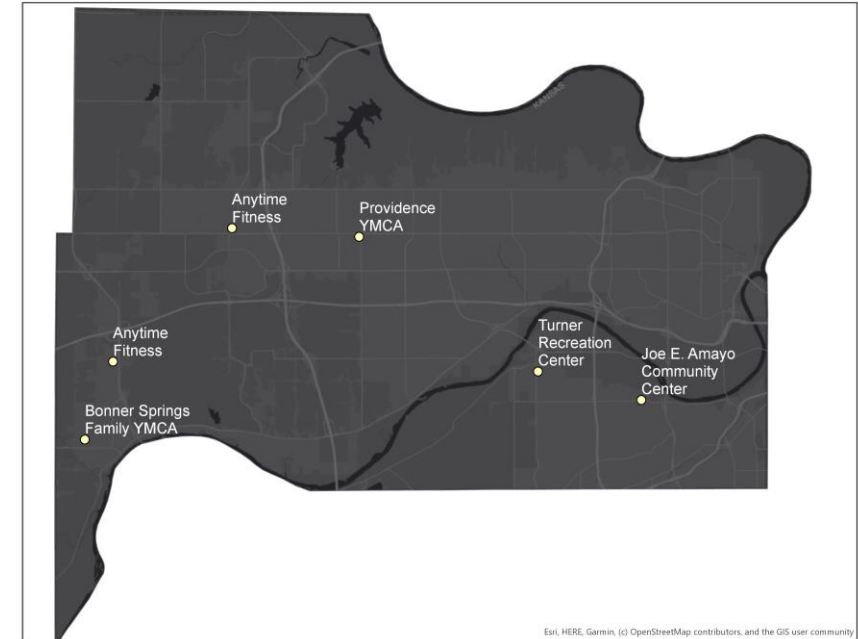 KANSAS
Anytime
Fitness
Providence
YMCA
Anytime
Fitness
Turner
Recreation
Center
Joe E. Amayo
Community
Center
Bonner Springs
Family YMCA
Esri, HERE, Garmin, (c) OpenStreetMap contributors, and the GIS user community